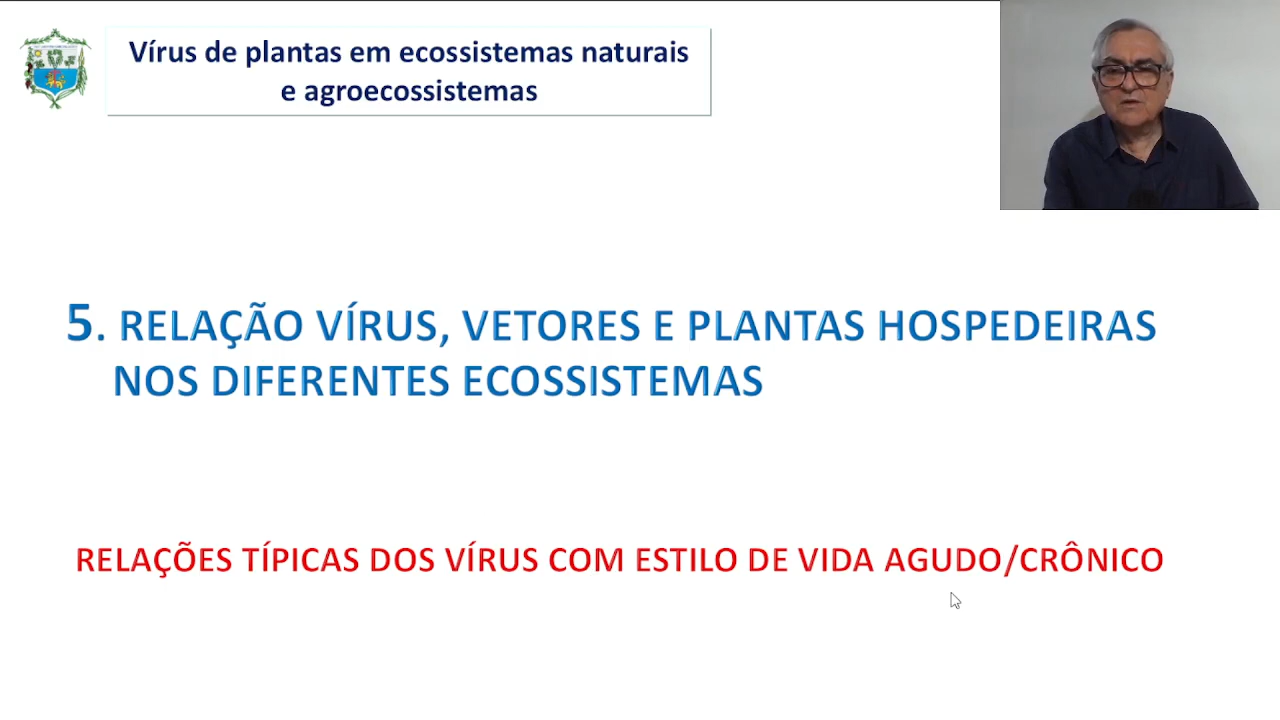 Vírus de plantas em ecossistemas naturais
e agroecossistemas
5. RELAÇÃO VÍRUS, VETORES E PLANTAS HOSPEDEIRAS
NOS DIFERENTES ECOSSISTEMAS
RELAÇÕES TÍPICAS DOS VÍRUS COM ESTILO DE VIDA AGUDO/CRÔNICO